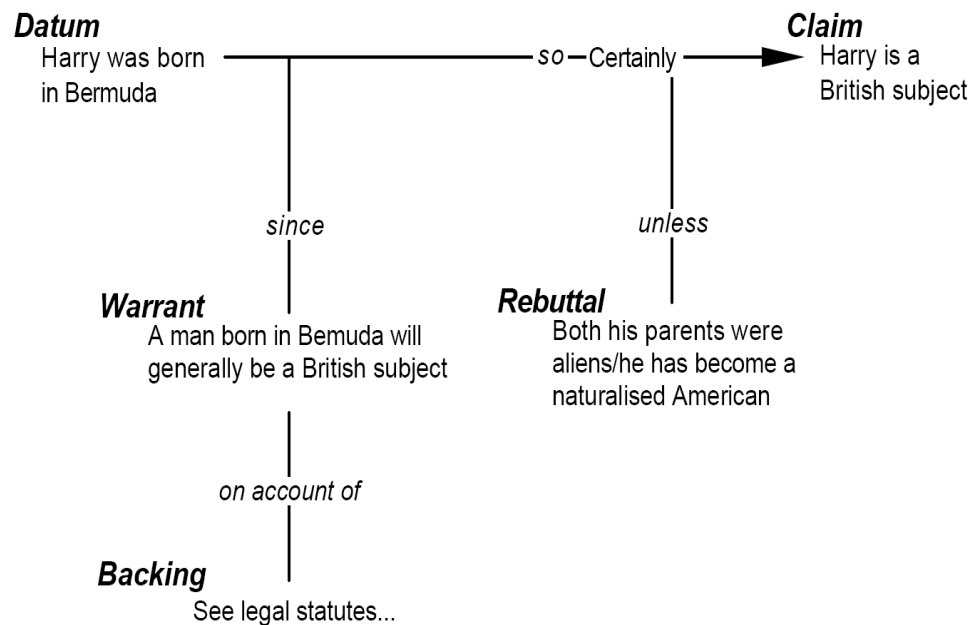 Datum
Harry was born
in Bermuda
so
Certainly
Claim
Harry is a
British subject
since
unless
Warrant
A man born in Bemuda will
generally be a British subject
Rebuttal
Both his parents were
aliens/he has become a
naturalised American
on account of
Backing
See legal statutes...